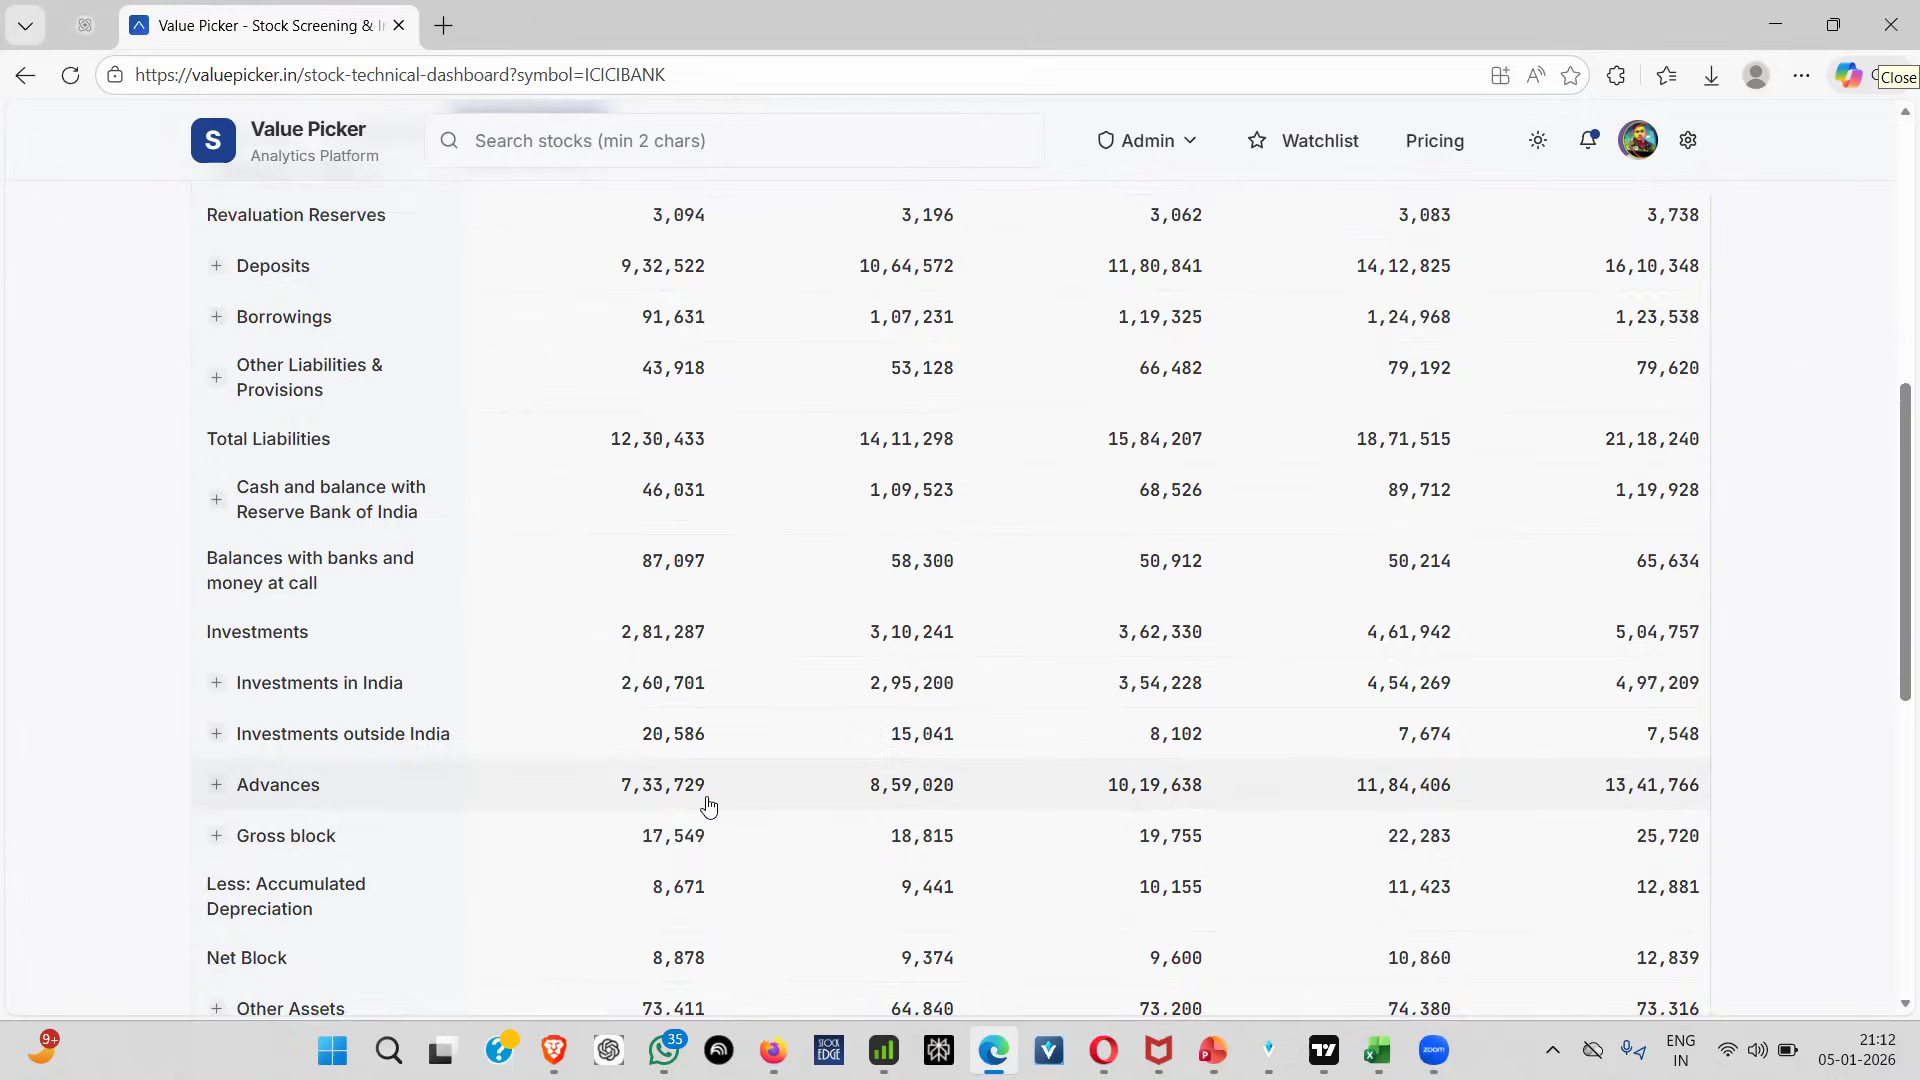 Value Picker - Stock Screening & I
https://valuepicker.in/stock-technical-dashboard?symbol=ICICIBANK
Close
S
Value Picker
Analytics Platform
Search stocks (min 2 chars)
Admin
Watchlist
Pricing
Revaluation Reserves 3,094 3,196 3,062 3,083 3,738
+ Deposits 9,32,522 10,64,572 11,80,841 14,12,825 16,10,348
+ Borrowings 91,631 1,07,231 1,19,325 1,24,968 1,23,538
+ Other Liabilities & Provisions 43,918 53,128 66,482 79,192 79,620
Total Liabilities 12,30,433 14,11,298 15,84,207 18,71,515 21,18,240
+ Cash and balance with Reserve Bank of India 46,031 1,09,523 68,526 89,712 1,19,928
Balances with banks and money at call 87,097 58,300 50,912 50,214 65,634
Investments 2,81,287 3,10,241 3,62,330 4,61,942 5,04,757
+ Investments in India 2,60,701 2,95,200 3,54,228 4,54,269 4,97,209
+ Investments outside India 20,586 15,041 8,102 7,674 7,548
+ Advances 7,33,729 8,59,020 10,19,638 11,84,406 13,41,766
+ Gross block 17,549 18,815 19,755 22,283 25,720
Less: Accumulated Depreciation 8,671 9,441 10,155 11,423 12,881
Net Block 8,878 9,374 9,600 10,860 12,839
+ Other Assets 73,411 64,840 73,200 74,380 73,316
9+
35
STOCK EDGE
zoom
ENG
IN
21:12
05-01-2026